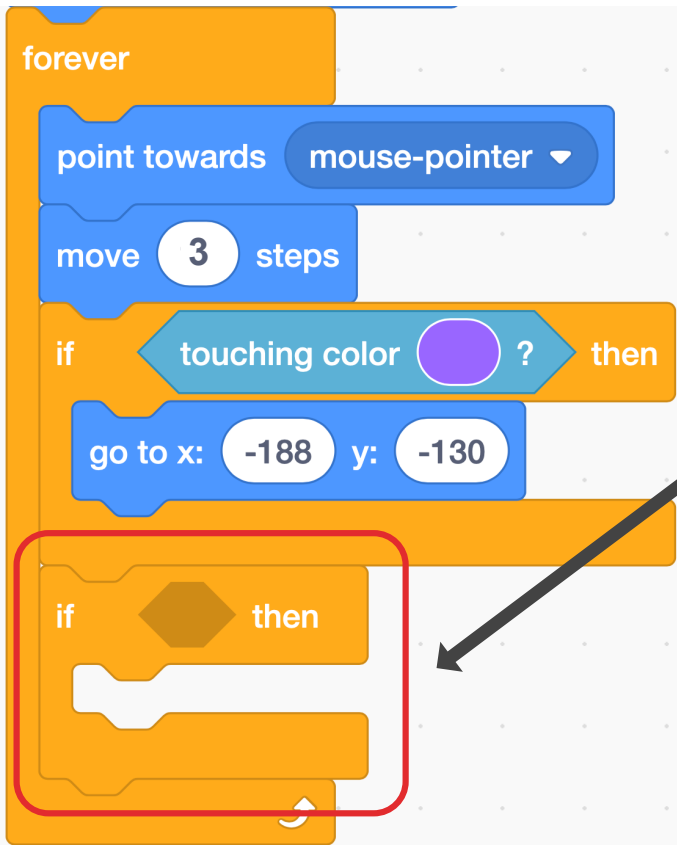 forever
point towards mouse-pointer
move 3 steps
if touching color ? then
go to x: -188 y: -130
if then